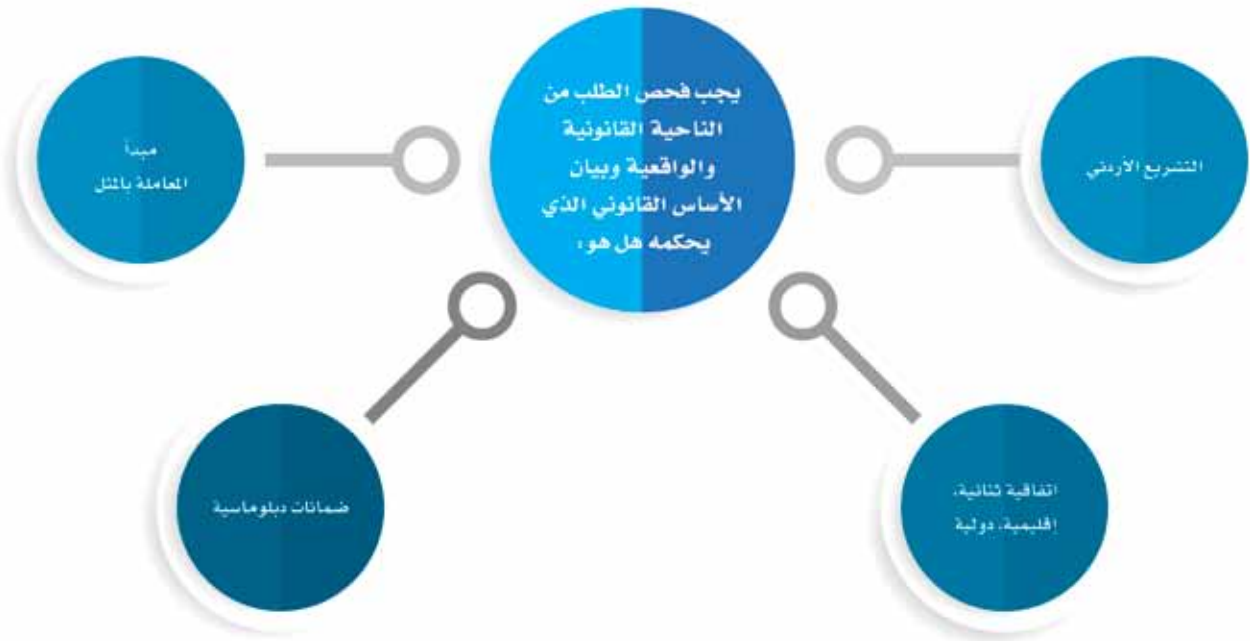 يجب فحص الطلب من
الناحية القانونية
والواقعية وبيان
الأساس القانوني الذي
يحكمه هل هو:
التشريع الأردني
اتفاقية ثنائية،
إقليمية، دولية
ضمانات دبلوماسية
مبدأ
المعاملة بالمثل